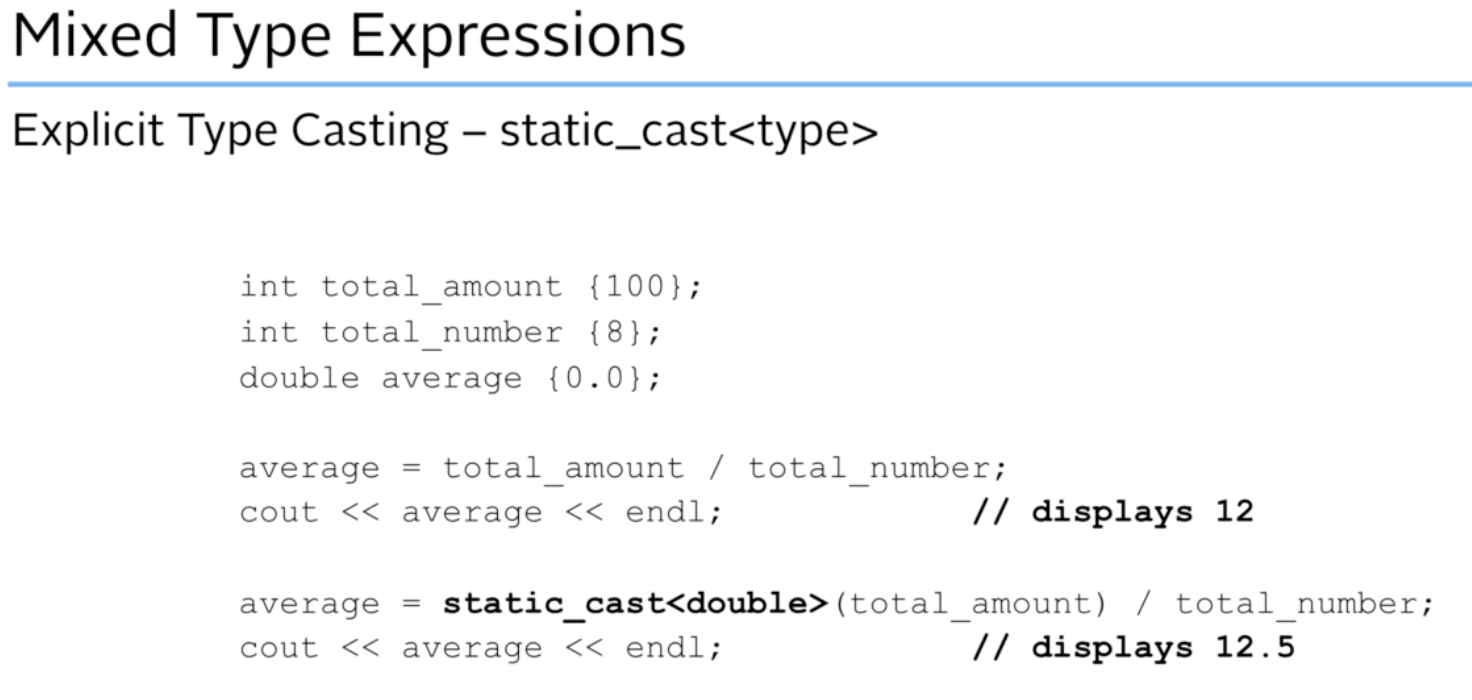 Mixed Type Expressions
Explicit Type Casting – static_cast<type>
int total_amount {100};
int total_number {8};
double average {0.0};
average = total_amount / total_number;
cout << average << endl; // displays 12
average = static_cast<double>(total_amount) / total_number;
cout << average << endl; // displays 12.5